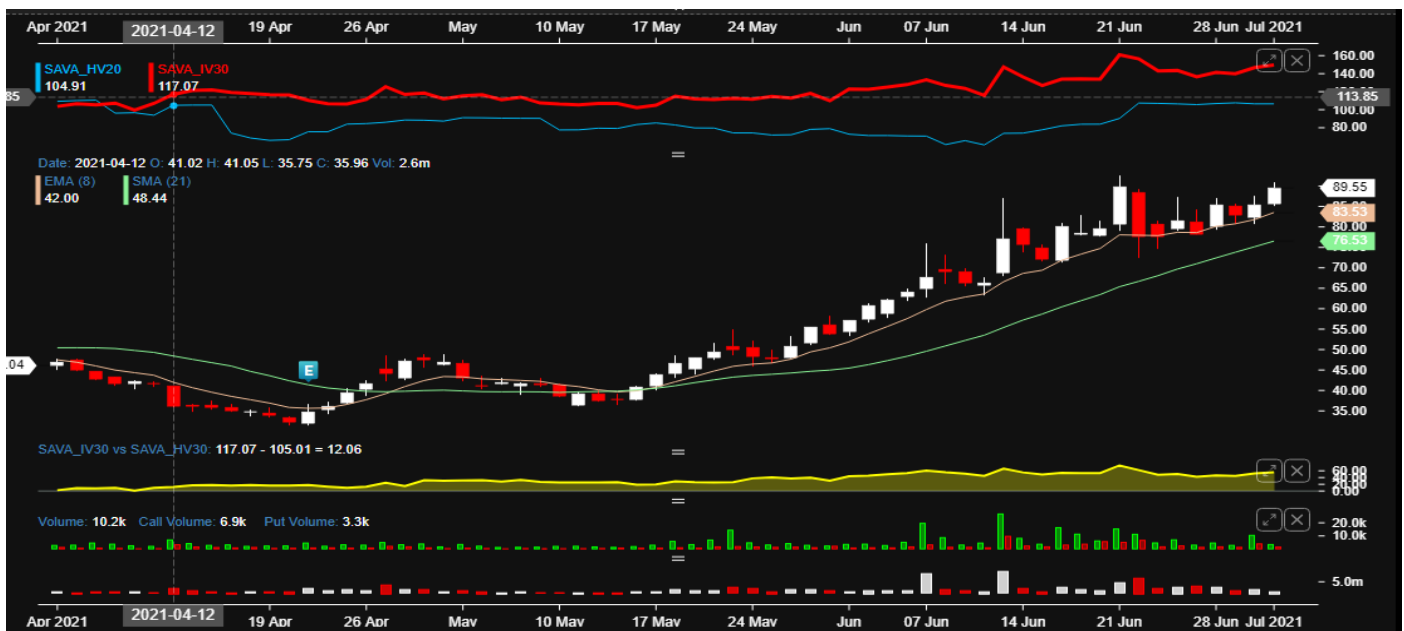 Apr 2021 2021-04-12 19 Apr 26 Apr May 10 May 17 May 24 May Jun 07 Jun 14 Jun 21 Jun 28 Jun Jul 2021
160.00
SAVA_HV20 SAVA_IV30
140.00
104.91 117.07
85 113.85
100.00
80.00
Date: 2021-04-12 O: 41.02 H: 41.05 L: 35.75 C: 35.96 Vol: 2.6m
EMA (8) SMA (21)
89.55
42.00 48.44
83.53
80.00
76.53
70.00
65.00
60.00
55.00
50.00
.04
E
45.00
40.00
35.00
SAVA_IV30 vs SAVA_HV30: 117.07 - 105.01 = 12.06
60.00
20.00
0.00
Volume: 10.2k Call Volume: 6.9k Put Volume: 3.3k
20.0k
10.0k
5.0m
Apr 2021 2021-04-12 19 Apr 26 Apr May 10 May 17 May 24 May Jun 07 Jun 14 Jun 21 Jun 28 Jun Jul 2021